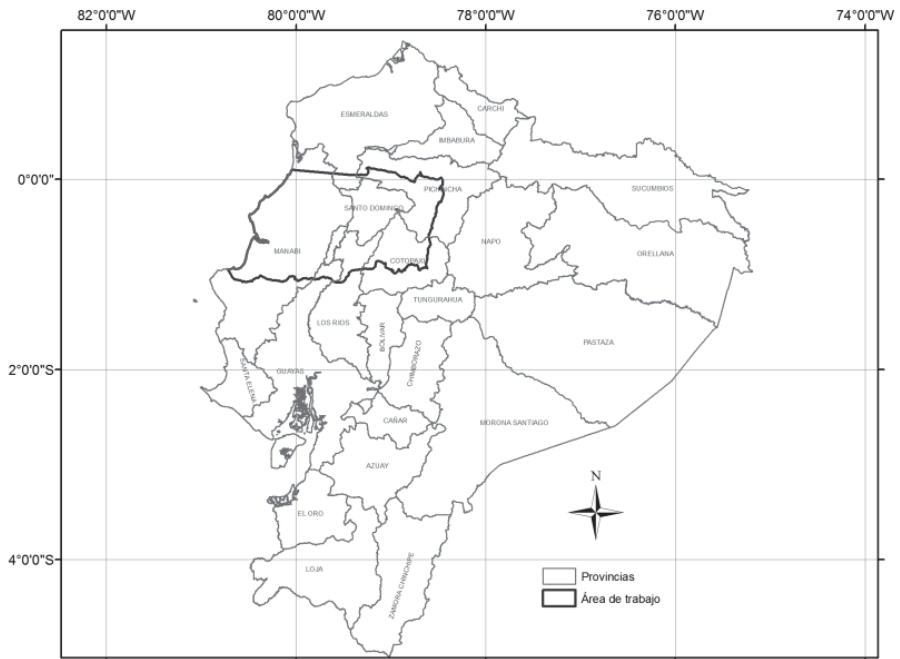 82°0'0"W 80°0'0"W 78°0'0"W 76°0'0"W 74°0'0"W
CARCHI
ESMERALDAS
IMBABURA
0°0'0"
PICHINCHA
SUCUMBIOS
SANTO DOMINGO
NAPO
MANABI
ORELLANA
COTOPAXI
TUNGURAHUA
LOS RIOS
BOLIVAR
PASTAZA
CHIMBORAZO
2°0'0"S
GUAYAS
SANTA ELENA
CAÑAR
MORONA SANTIAGO
AZUAY
N
EL ORO
4°0'0"S
LOJA
ZAMORA CHINCHIPE
Provincias
Área de trabajo